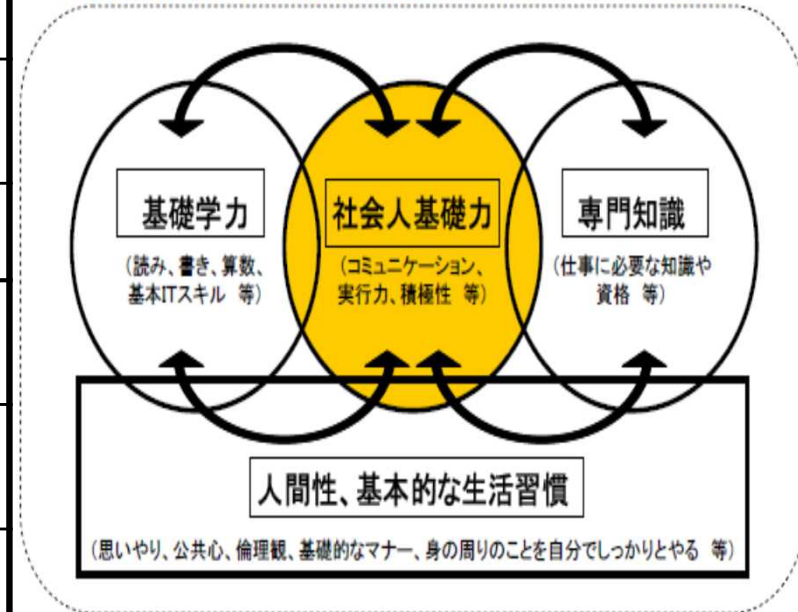 基礎学力
(読み、書き、算数、
基本ITスキル 等)
社会人基礎力
(コミュニケーション、
実行力、積極性 等)
専門知識
(仕事に必要な知識や
資格 等)
人間性、基本的な生活習慣
(思いやり、公共心、倫理観、基礎的なマナー、身の周りのことを自分でしっかりとやる 等)